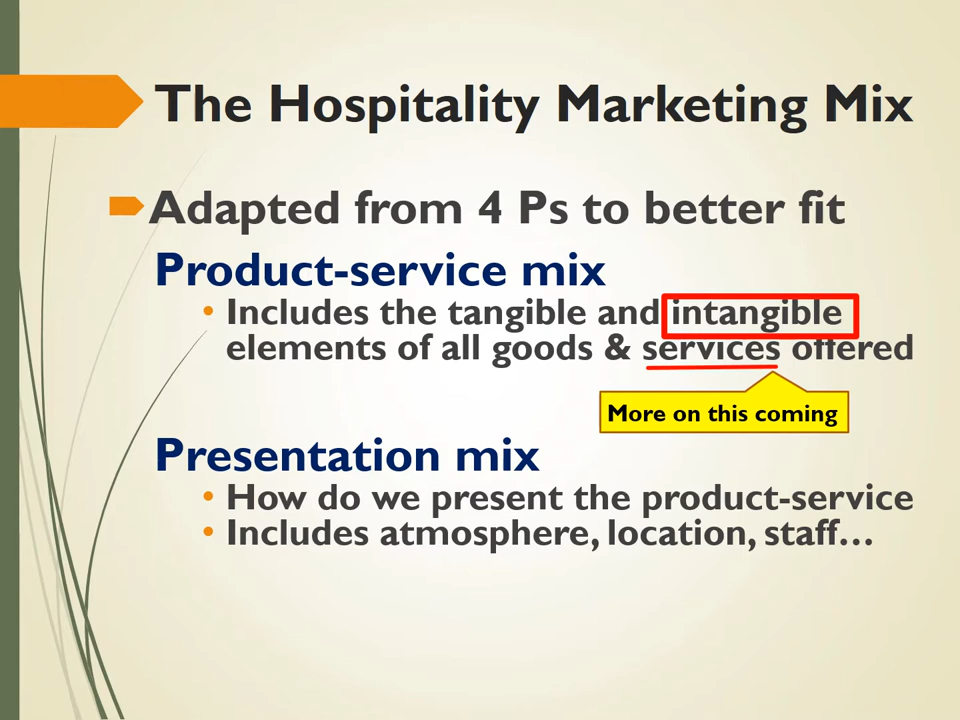 The Hospitality Marketing Mix
Adapted from 4 Ps to better fit
Product-service mix
• Includes the tangible and intangible
elements of all goods & services offered
More on this coming
Presentation mix
• How do we present the product-service
• Includes atmosphere, location, staff…